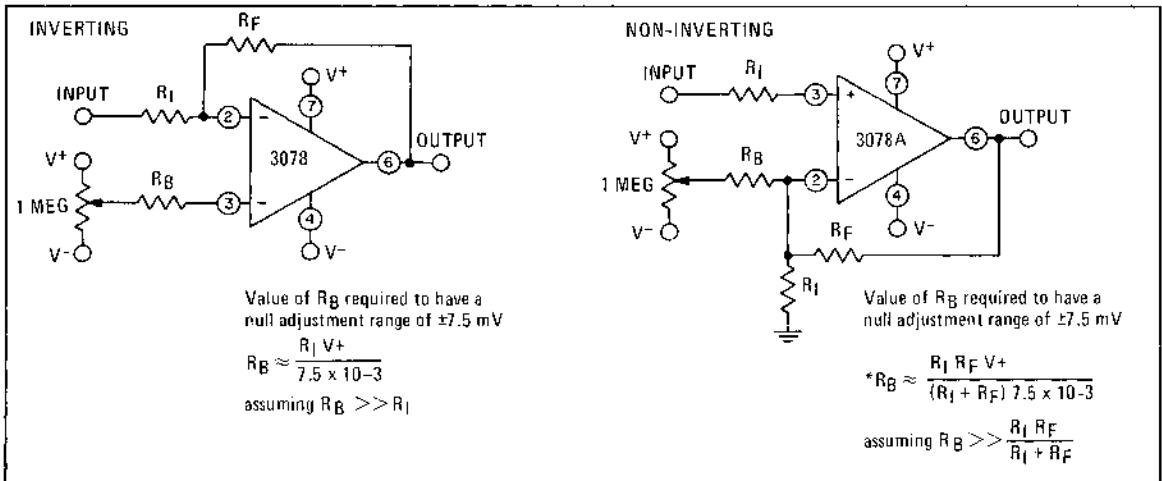 INVERTING
RF
V+
INPUT
RI
2
−
7
OUTPUT
3078
6
V+
1 MEG
RB
3
−
4
V−
V−
Value of RB required to have a
null adjustment range of ±7.5 mV
RB ≈ RI V+ / 7.5 x 10-3
assuming RB >> RI
NON-INVERTING
V+
INPUT
RI
3
+
7
OUTPUT
3078A
6
V+
1 MEG
RB
2
−
4
V−
V−
RF
RI
Value of RB required to have a
null adjustment range of ±7.5 mV
*RB ≈ RI RF V+ / (RI + RF) 7.5 x 10-3
assuming RB >> RI RF / RI + RF